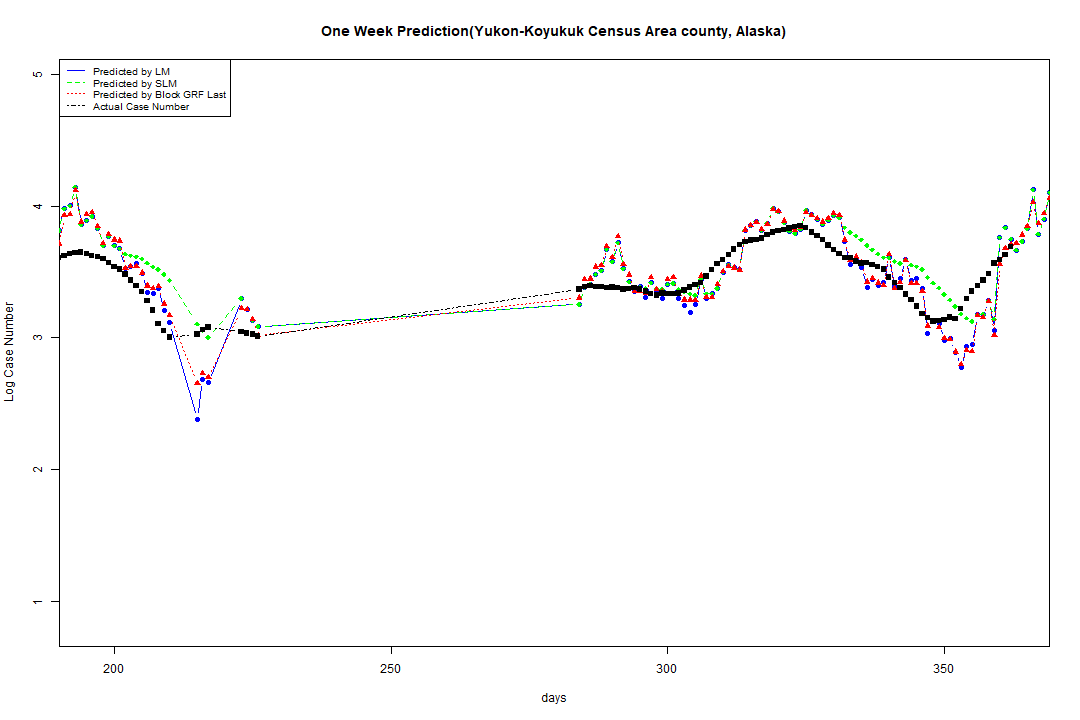 One Week Prediction(Yukon-Koyukuk Census Area county, Alaska)
Predicted by LM
Predicted by SLM
Predicted by Block GRF Last
Actual Case Number
5
4
3
2
1
Log Case Number
200
250
300
350
days